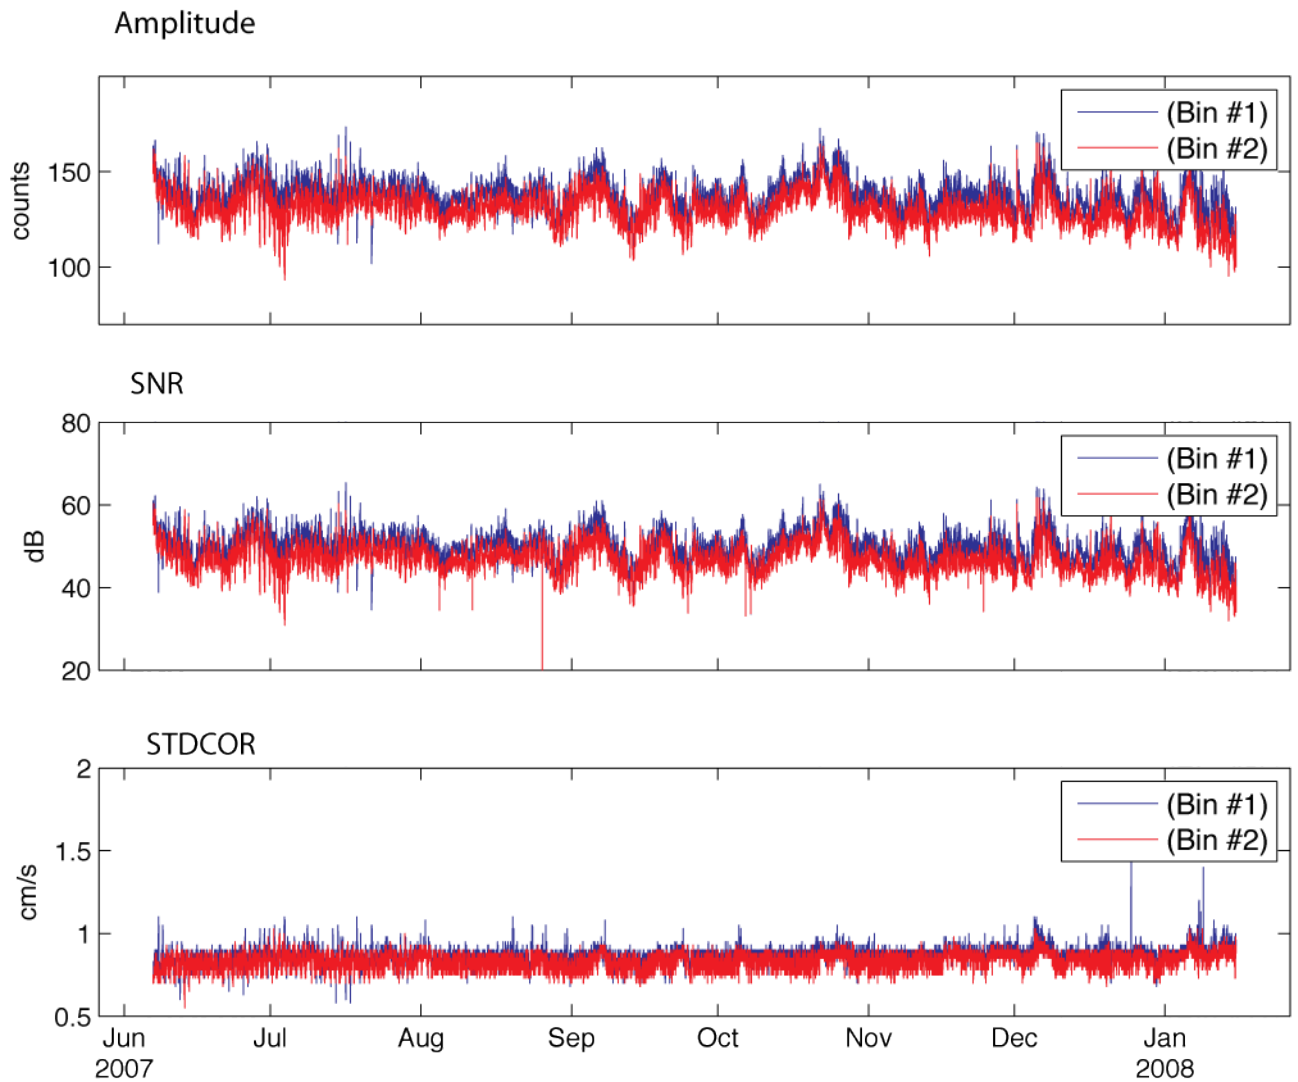 Amplitude
(Bin #1)
(Bin #2)
150
100
counts
SNR
80
60
40
20
dB
(Bin #1)
(Bin #2)
STDCOR
2
1.5
1
0.5
cm/s
(Bin #1)
(Bin #2)
Jun Jul Aug Sep Oct Nov Dec Jan
2007 2008